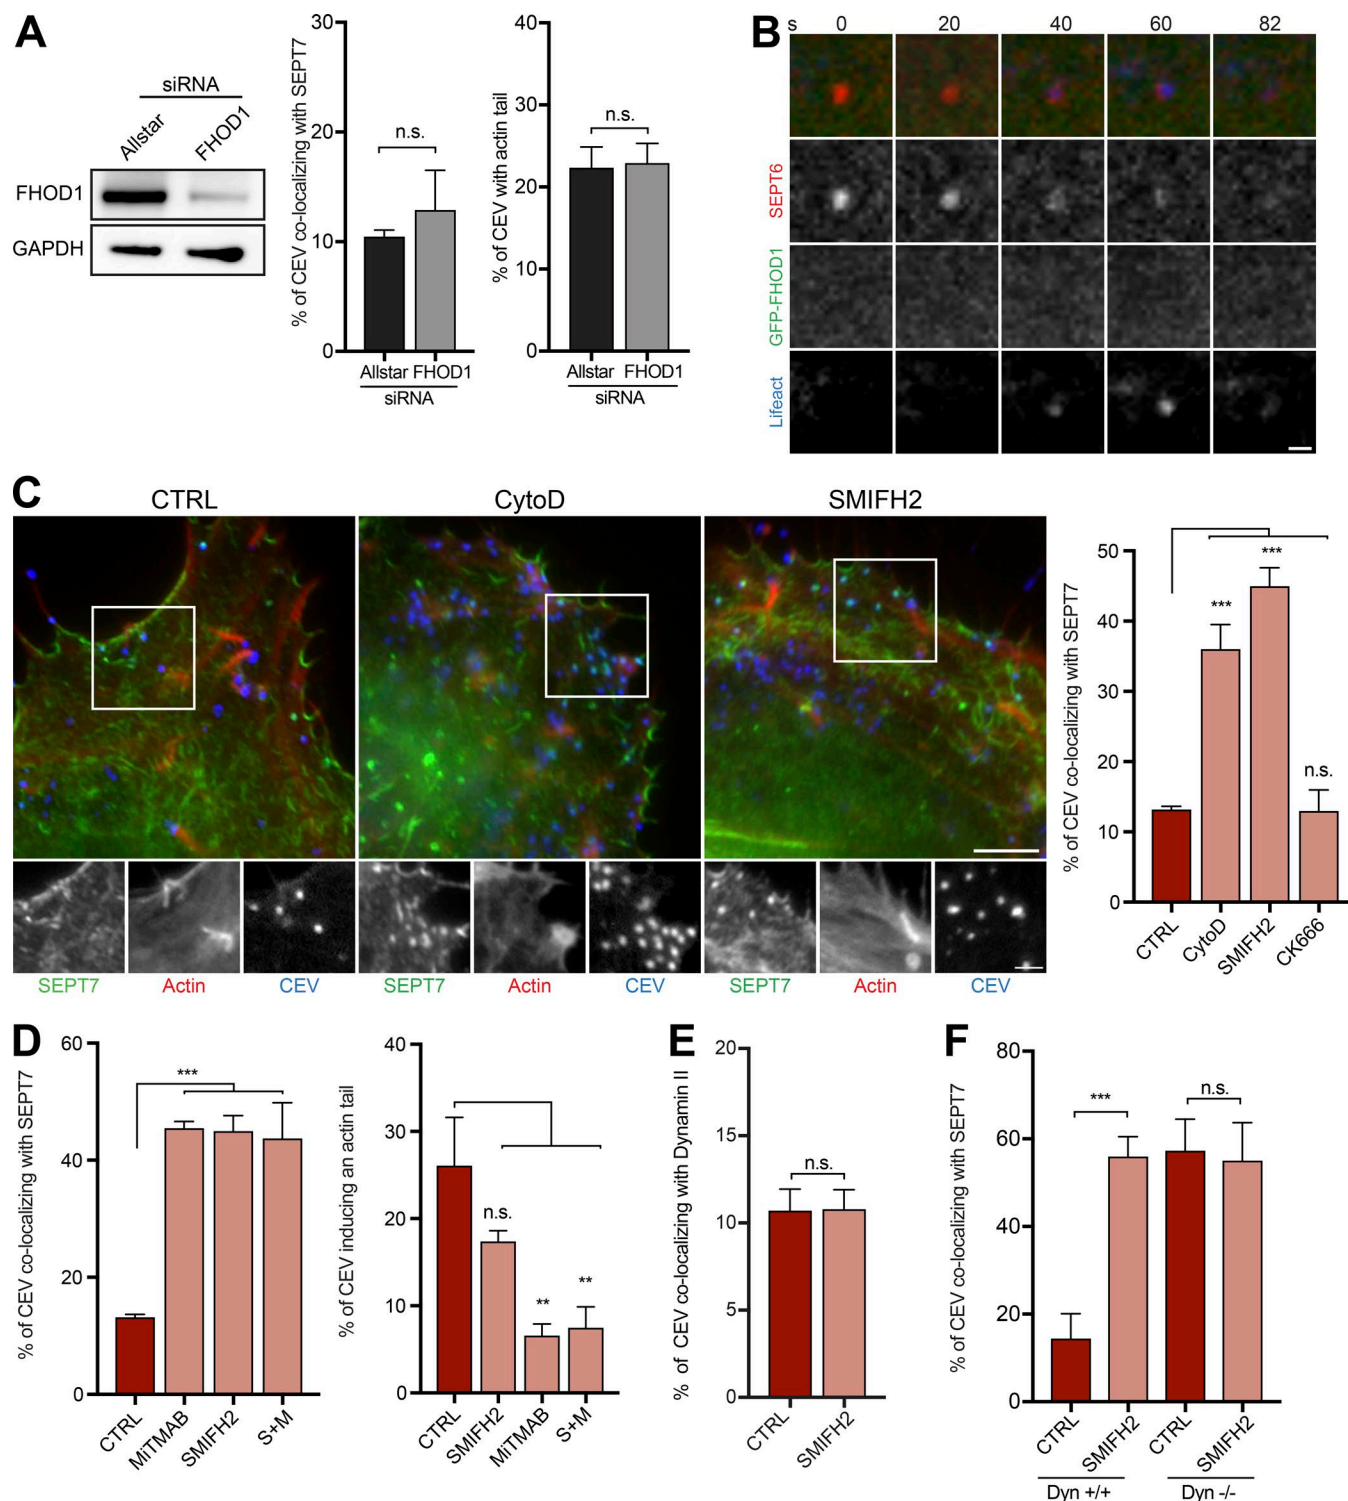 A
siRNA
Allstar
FHOD1
FHOD1
GAPDH
% of CEV co-localizing with SEPT7
30
20
10
0
n.s.
Allstar FHOD1
siRNA
% of CEV with actin tail
40
30
20
10
0
n.s.
Allstar FHOD1
siRNA
B
s 0 20 40 60 82
SEPT6
GFP-FHOD1
Lifeact
C
CTRL
CytoD
SMIFH2
SEPT7 Actin CEV
SEPT7 Actin CEV
SEPT7 Actin CEV
% of CEV co-localizing with SEPT7
50
40
30
20
10
0
***
***
n.s.
CTRL
CytoD
SMIFH2
CK666
D
% of CEV co-localizing with SEPT7
60
40
20
0
***
CTRL
MiTMAB
SMIFH2
S+M
% of CEV inducing an actin tail
40
30
20
10
0
n.s.
**
**
CTRL
SMIFH2
MiTMAB
S+M
E
% of CEV co-localizing with Dynamin II
20
15
10
5
0
n.s.
CTRL
SMIFH2
F
% of CEV co-localizing with SEPT7
80
60
40
20
0
***
n.s.
CTRL
SMIFH2
CTRL
SMIFH2
Dyn +/+
Dyn -/-